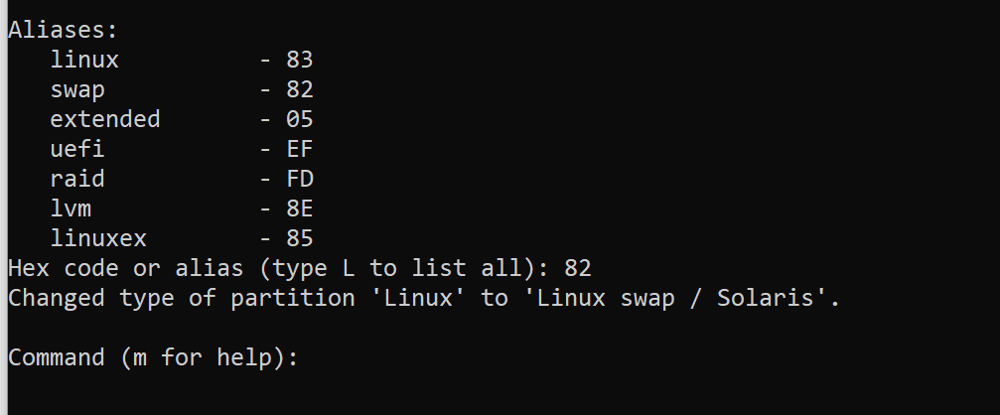 Aliases:
   linux          - 83
   swap           - 82
   extended       - 05
   uefi           - EF
   raid           - FD
   lvm            - 8E
   linuxex        - 85
Hex code or alias (type L to list all): 82
Changed type of partition 'Linux' to 'Linux swap / Solaris'.

Command (m for help):